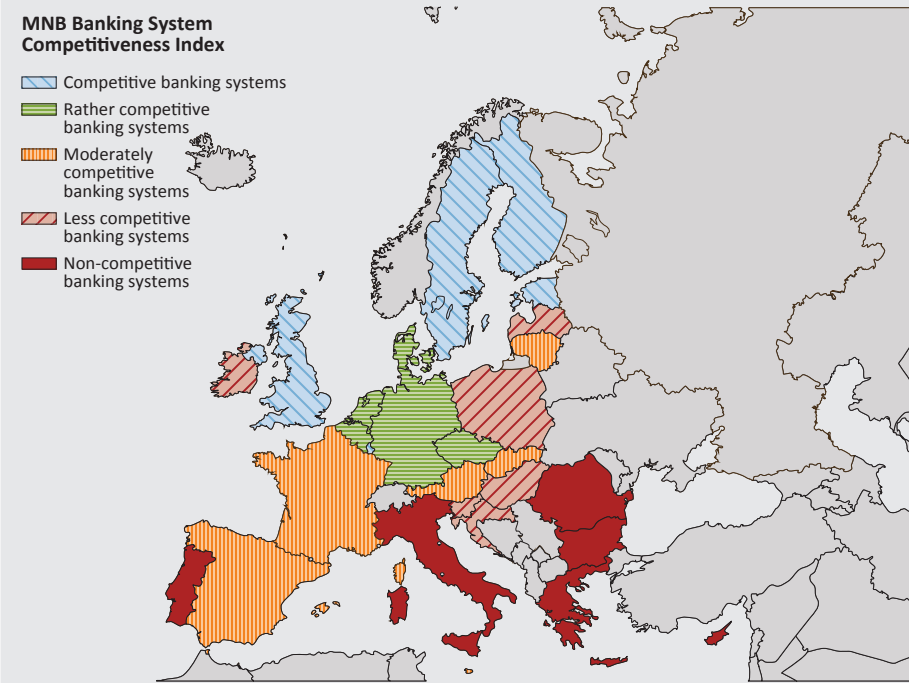 MNB Banking System
Competitiveness Index
Competitive banking systems
Rather competitive
banking systems
Moderately
competitive
banking systems
Less competitive
banking systems
Non-competitive
banking systems